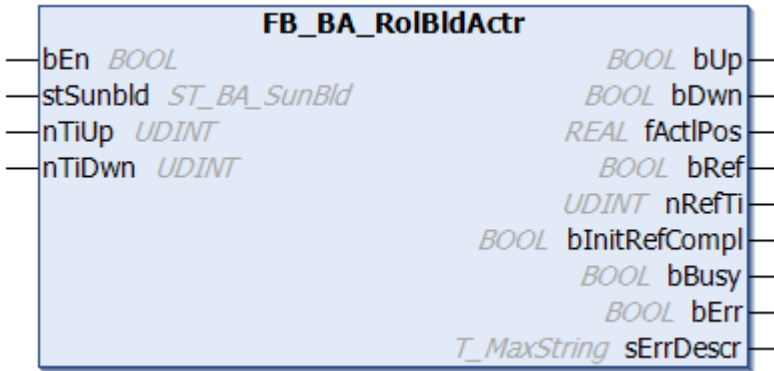 FB_BA_RolBldActr
bEn BOOL BOOL bUp
stSunbld ST_BA_SunBld BOOL bDwn
nTiUp UDINT REAL fActlPos
nTiDwn UDINT BOOL bRef
UDINT nRefTi
BOOL bInitRefCompl
BOOL bBusy
BOOL bErr
T_MaxString sErrDescr